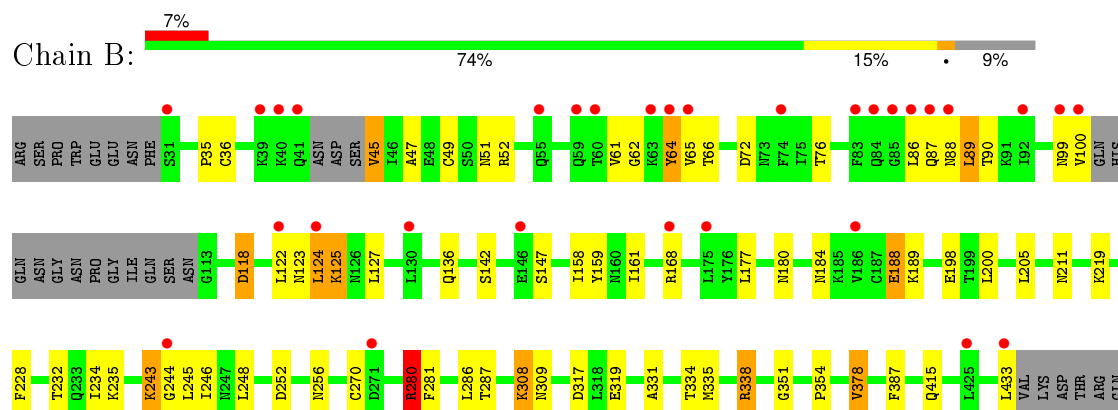 7%
Chain B:
74% 15% • 9%
ARG SER PRO TRP GLU GLU ASN PHE S31 P35 C36 K39 K40 Q41 ASN ASP SER V45 I46 A47 E48 C49 S50 N51 R52 Q55 Q59 T60 V61 G62 K63 Y64 V65 T66 D72 N73 F74 I75 T76 F83 Q84 G85 L86 Q87 N88 L89 T90 K91 I92 N99 V100 GLN HIS
GLN ASN GLY ASN PRO GLY ILE GLN SER ASN G113 D118 L122 N123 L124 K125 N126 L127 L130 Q136 S142 E146 S147 I158 Y159 N160 I161 R168 L175 Y176 L177 N180 N184 K185 V186 C187 E188 K189 E198 T199 L200 L205 N211 K219
F228 T232 Q233 I234 K235 K243 G244 L245 I246 N247 L248 D252 N256 C270 D271 R280 F281 L286 T287 K308 N309 D317 L318 E319 A331 T334 M335 R338 G351 P354 V378 F387 Q415 L425 L433 VAL LYS ASP THR ARG